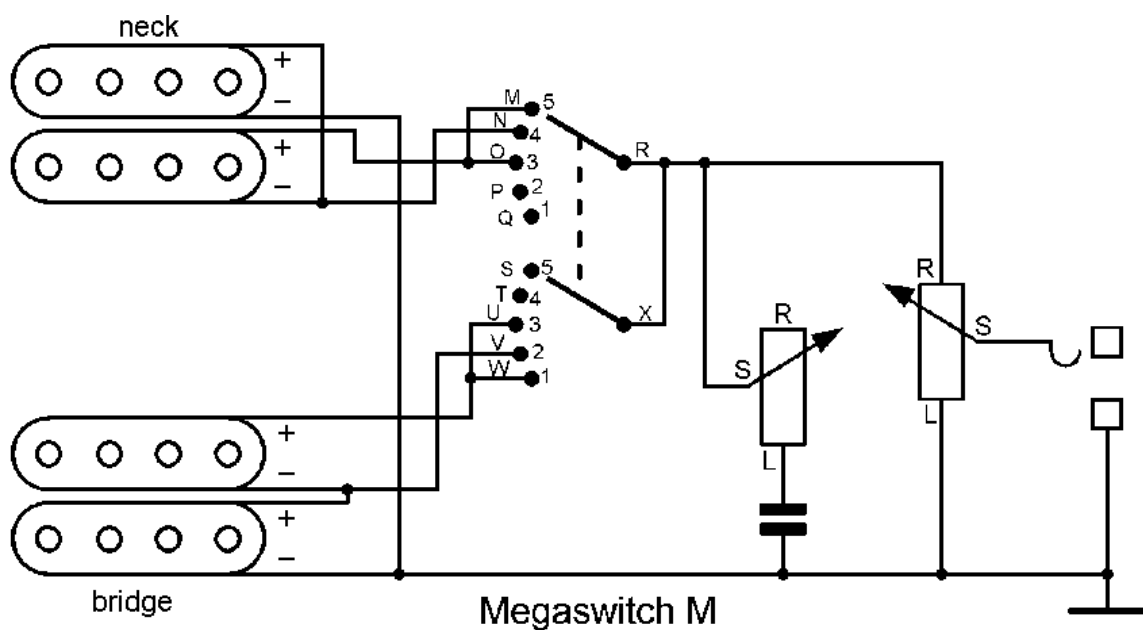 neck
+
–
+
–
M 5
N 4
O 3
P 2
Q 1
R
S 5
T 4
U 3
V 2
W 1
X
R
S
L
R
S
L
+
–
+
–
bridge
Megaswitch M